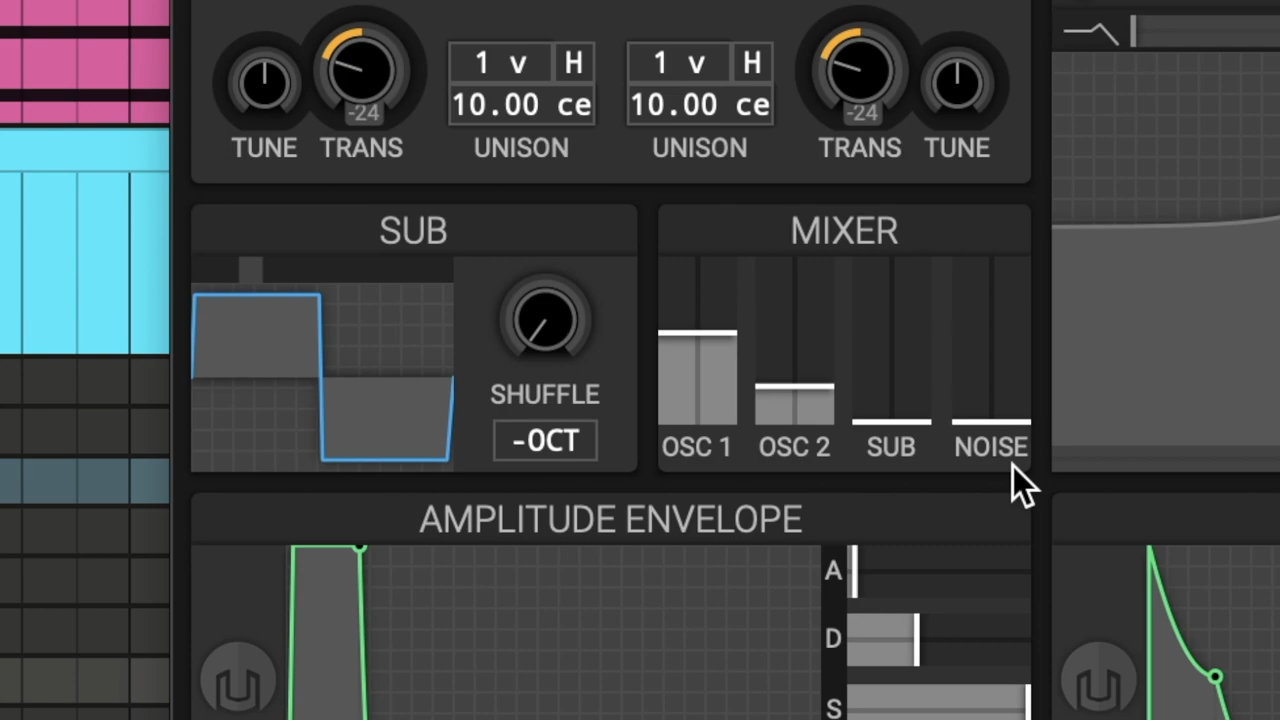 1 v H
10.00 ce
1 v H
10.00 ce
-24
-24
TUNE TRANS UNISON UNISON TRANS TUNE
SUB
MIXER
SHUFFLE
-OCT
OSC 1 OSC 2 SUB NOISE
AMPLITUDE ENVELOPE
A
D
S